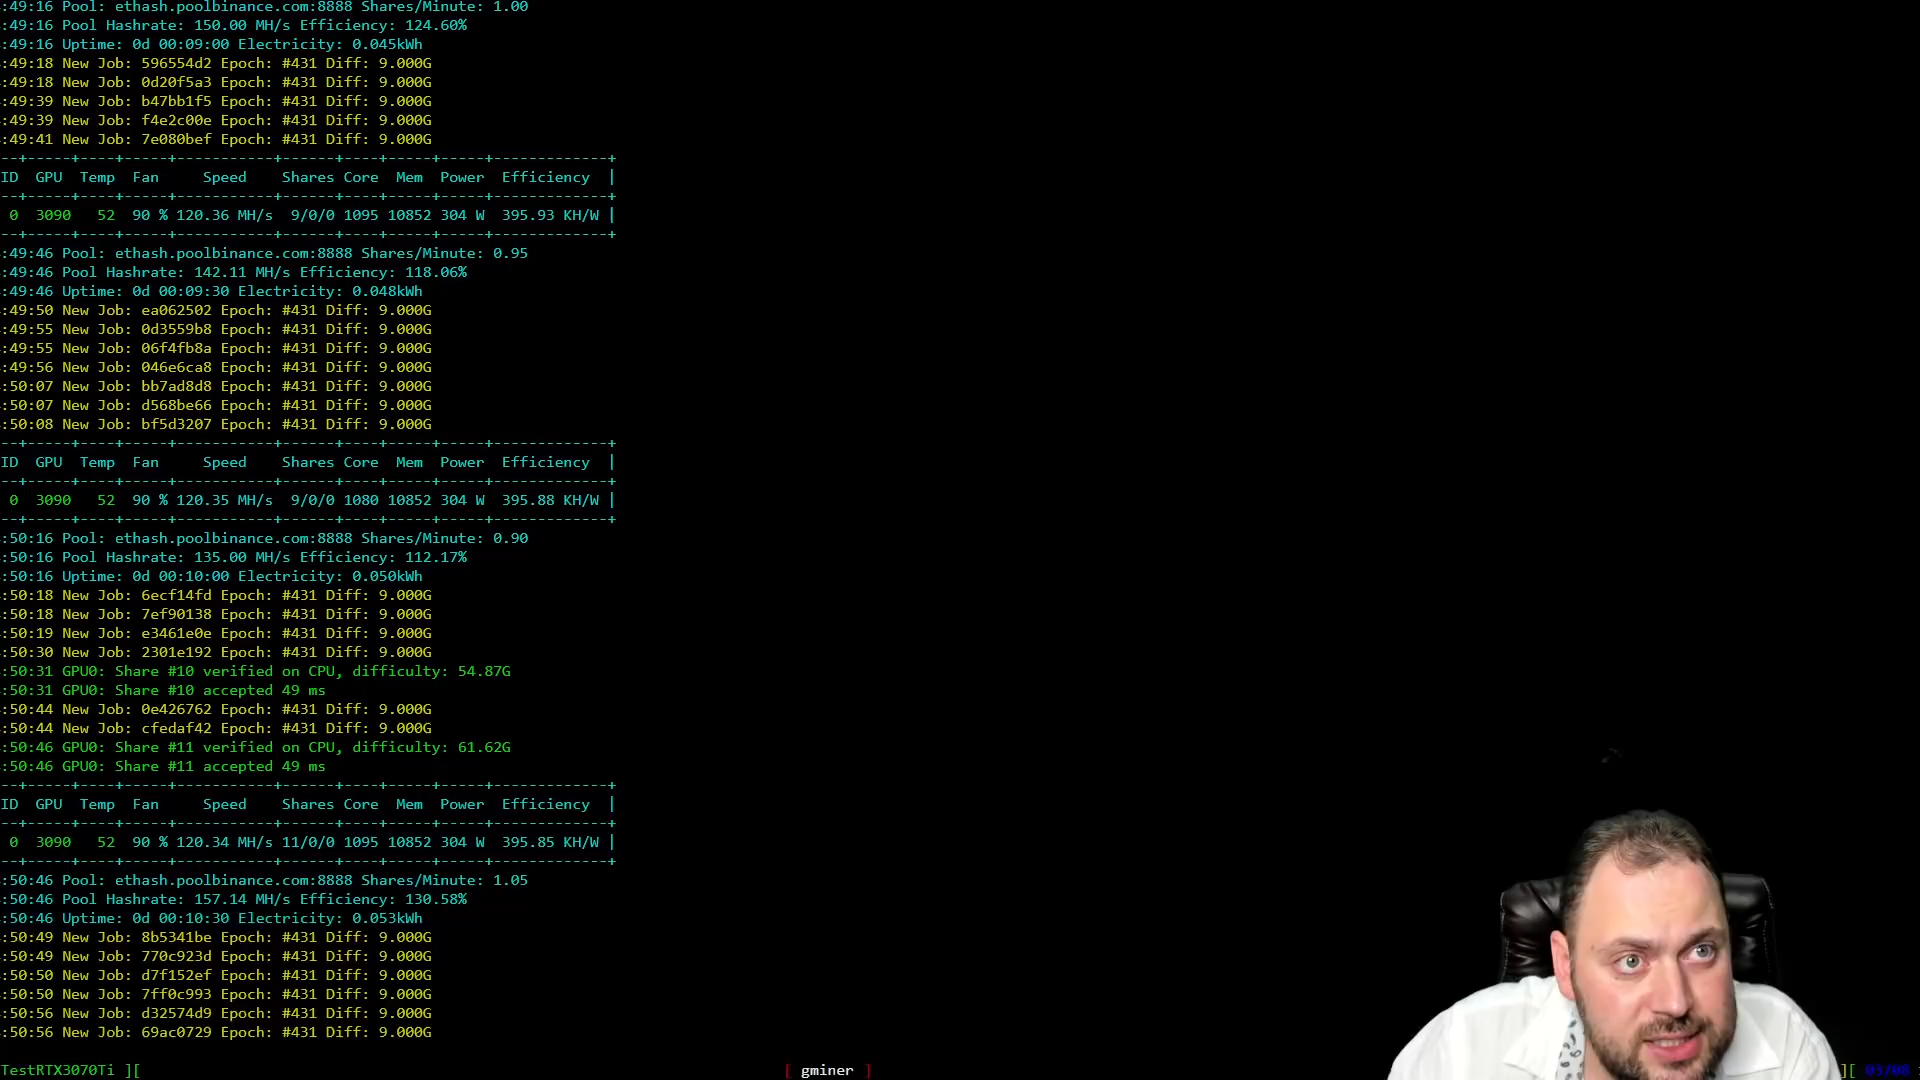 :49:16 Pool: ethash.poolbinance.com:8888 Shares/Minute: 1.00
:49:16 Pool Hashrate: 150.00 MH/s Efficiency: 124.60%
:49:16 Uptime: 0d 00:09:00 Electricity: 0.045kWh
:49:18 New Job: 596554d2 Epoch: #431 Diff: 9.000G
:49:18 New Job: 0d20f5a3 Epoch: #431 Diff: 9.000G
:49:39 New Job: b47bb1f5 Epoch: #431 Diff: 9.000G
:49:39 New Job: f4e2c00e Epoch: #431 Diff: 9.000G
:49:41 New Job: 7e080bef Epoch: #431 Diff: 9.000G
--+-----+----+-----+-----------+------+----+-----+-----+-------------+
ID GPU Temp Fan Speed Shares Core Mem Power Efficiency |
--+-----+----+-----+-----------+------+----+-----+-----+-------------+
0 3090 52 90 % 120.36 MH/s 9/0/0 1095 10852 304 W 395.93 KH/W |
--+-----+----+-----+-----------+------+----+-----+-----+-------------+
:49:46 Pool: ethash.poolbinance.com:8888 Shares/Minute: 0.95
:49:46 Pool Hashrate: 142.11 MH/s Efficiency: 118.06%
:49:46 Uptime: 0d 00:09:30 Electricity: 0.048kWh
:49:50 New Job: ea062502 Epoch: #431 Diff: 9.000G
:49:55 New Job: 0d3559b8 Epoch: #431 Diff: 9.000G
:49:55 New Job: 06f4fb8a Epoch: #431 Diff: 9.000G
:49:56 New Job: 046e6ca8 Epoch: #431 Diff: 9.000G
:50:07 New Job: bb7ad8d8 Epoch: #431 Diff: 9.000G
:50:07 New Job: d568be66 Epoch: #431 Diff: 9.000G
:50:08 New Job: bf5d3207 Epoch: #431 Diff: 9.000G
--+-----+----+-----+-----------+------+----+-----+-----+-------------+
ID GPU Temp Fan Speed Shares Core Mem Power Efficiency |
--+-----+----+-----+-----------+------+----+-----+-----+-------------+
0 3090 52 90 % 120.35 MH/s 9/0/0 1080 10852 304 W 395.88 KH/W |
--+-----+----+-----+-----------+------+----+-----+-----+-------------+
:50:16 Pool: ethash.poolbinance.com:8888 Shares/Minute: 0.90
:50:16 Pool Hashrate: 135.00 MH/s Efficiency: 112.17%
:50:16 Uptime: 0d 00:10:00 Electricity: 0.050kWh
:50:18 New Job: 6ecf14fd Epoch: #431 Diff: 9.000G
:50:18 New Job: 7ef90138 Epoch: #431 Diff: 9.000G
:50:19 New Job: e3461e0e Epoch: #431 Diff: 9.000G
:50:30 New Job: 2301e192 Epoch: #431 Diff: 9.000G
:50:31 GPU0: Share #10 verified on CPU, difficulty: 54.87G
:50:31 GPU0: Share #10 accepted 49 ms
:50:44 New Job: 0e426762 Epoch: #431 Diff: 9.000G
:50:44 New Job: cfedaf42 Epoch: #431 Diff: 9.000G
:50:46 GPU0: Share #11 verified on CPU, difficulty: 61.62G
:50:46 GPU0: Share #11 accepted 49 ms
--+-----+----+-----+-----------+------+----+-----+-----+-------------+
ID GPU Temp Fan Speed Shares Core Mem Power Efficiency |
--+-----+----+-----+-----------+------+----+-----+-----+-------------+
0 3090 52 90 % 120.34 MH/s 11/0/0 1095 10852 304 W 395.85 KH/W |
--+-----+----+-----+-----------+------+----+-----+-----+-------------+
:50:46 Pool: ethash.poolbinance.com:8888 Shares/Minute: 1.05
:50:46 Pool Hashrate: 157.14 MH/s Efficiency: 130.58%
:50:46 Uptime: 0d 00:10:30 Electricity: 0.053kWh
:50:49 New Job: 8b5341be Epoch: #431 Diff: 9.000G
:50:49 New Job: 770c923d Epoch: #431 Diff: 9.000G
:50:50 New Job: d7f152ef Epoch: #431 Diff: 9.000G
:50:50 New Job: 7ff0c993 Epoch: #431 Diff: 9.000G
:50:56 New Job: d32574d9 Epoch: #431 Diff: 9.000G
:50:56 New Job: 69ac0729 Epoch: #431 Diff: 9.000G
TestRTX3070Ti ][ [ gminer ] ][ 03/08